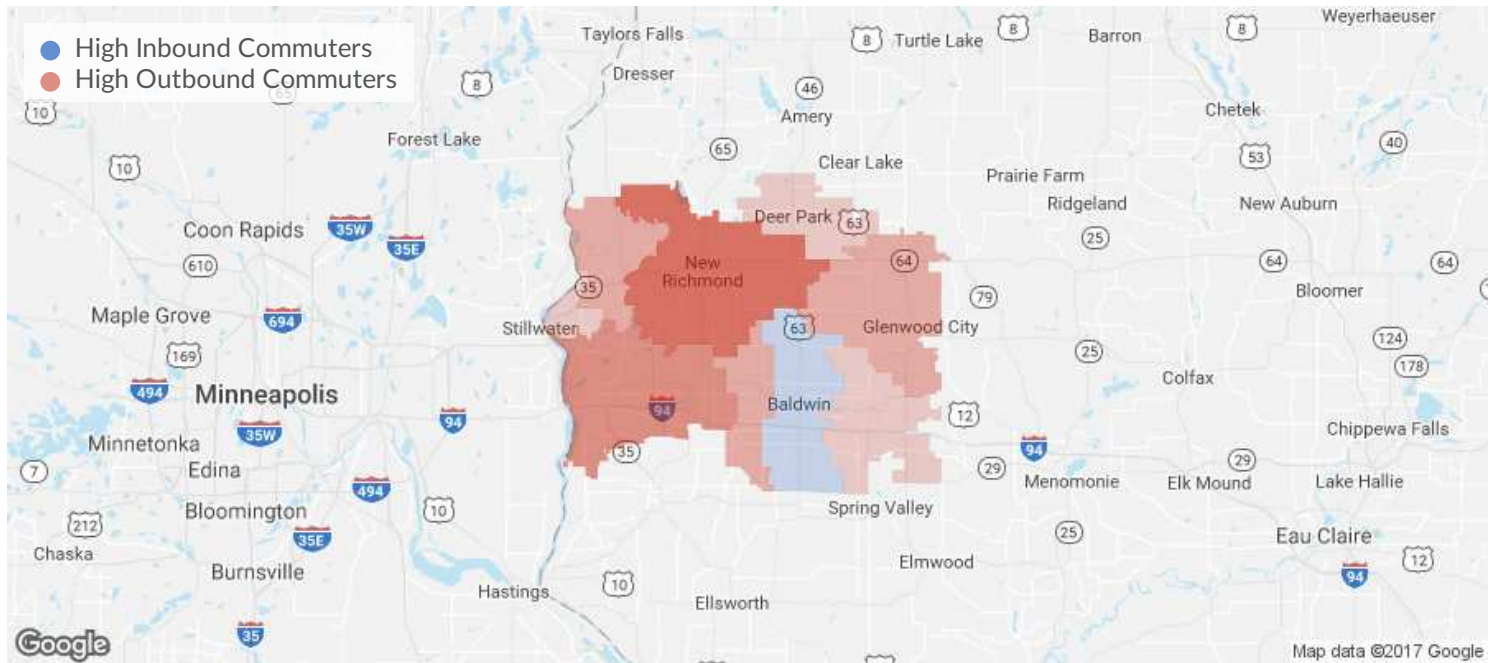 High Inbound Commuters
High Outbound Commuters
Taylors Falls
8
Turtle Lake
8
Barron
8
Weyerhaeuser
Dresser
65
8
46
Amery
Chetek
10
Forest Lake
65
Clear Lake
53
40
10
Prairie Farm
Ridgeland
New Auburn
Coon Rapids
35W
35E
Deer Park
63
25
610
New
Richmond
64
64
64
35
79
Bloomer
Maple Grove
694
Stillwater
63
Glenwood City
124
169
25
178
494
Minneapolis
Colfax
94
94
Baldwin
12
35W
Minnetonka
Chippewa Falls
7
Edina
35
94
29
29
494
Menomonie
Elk Mound
Lake Hallie
Bloomington
10
Spring Valley
212
35E
25
Eau Claire
Chaska
Elmwood
12
Burnsville
94
Hastings
10
Ellsworth
35
Google
Map data ©2017 Google